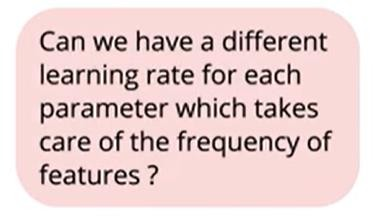 Can we have a different
learning rate for each
parameter which takes
care of the frequency of
features ?